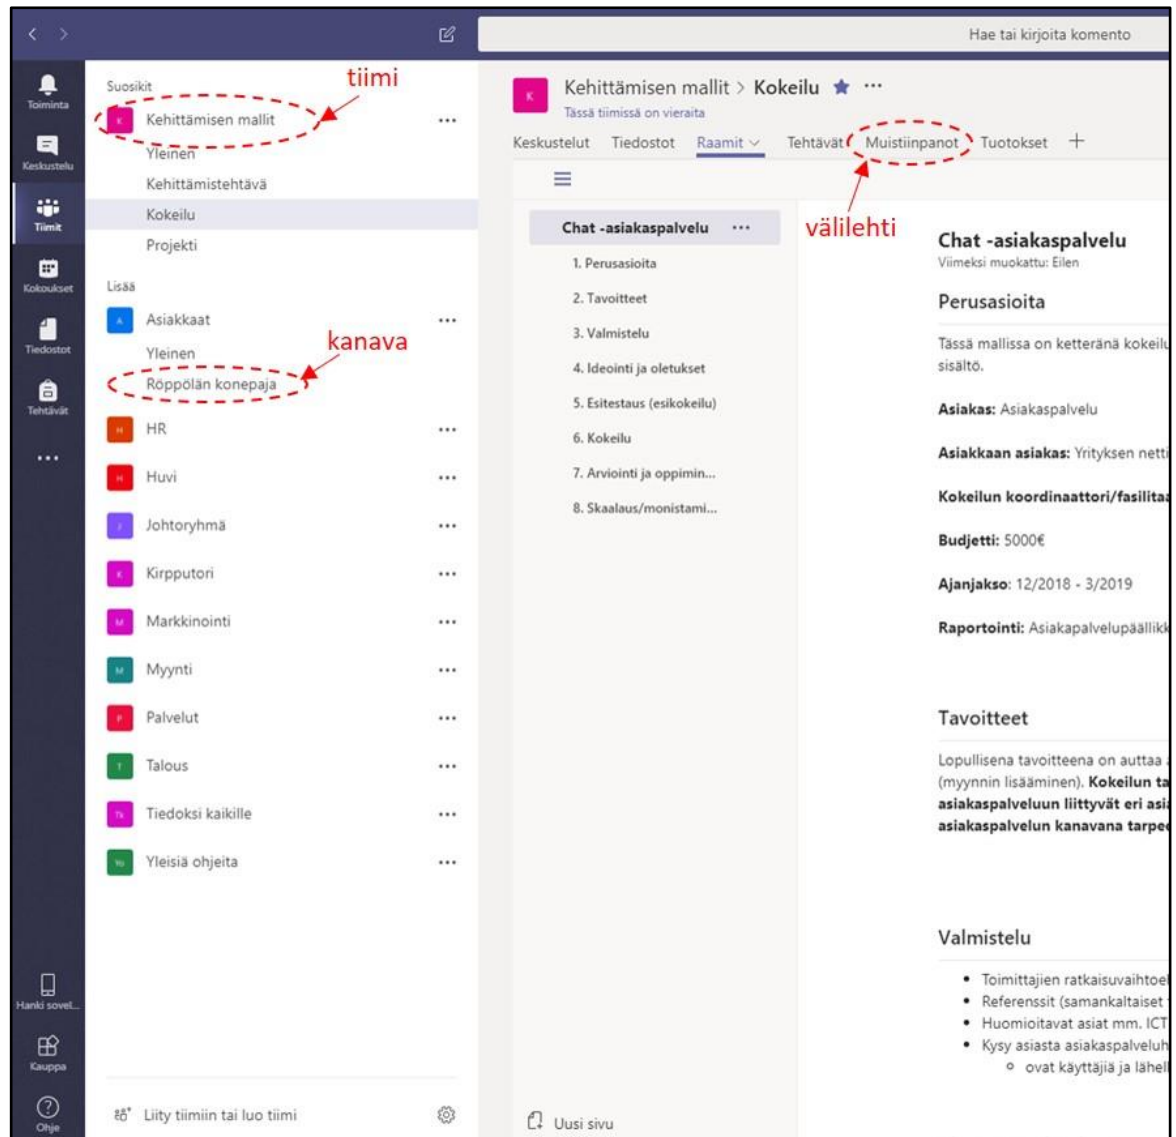 Hae tai kirjoita komento
Toiminta
Keskustelu
Tiimit
Kokoukset
Tiedostot
Tehtävät
Hanki sovel...
Kauppa
Ohje
Suosikit
tiimi
K Kehittämisen mallit
Yleinen
Kehittämistehtävä
Kokeilu
Projekti
Lisää
A Asiakkaat
kanava
Yleinen
Röppölän konepaja
H HR
H Huvi
J Johtoryhmä
K Kirpputori
M Markkinointi
M Myynti
P Palvelut
T Talous
Tk Tiedoksi kaikille
Yo Yleisiä ohjeita
Liity tiimiin tai luo tiimi
K Kehittämisen mallit > Kokeilu
Tässä tiimissä on vieraita
Keskustelut Tiedostot Raamit Tehtävät Muistiinpanot Tuotokset +
välilehti
Chat -asiakaspalvelu
1. Perusasioita
2. Tavoitteet
3. Valmistelu
4. Ideointi ja oletukset
5. Esitestaus (esikokeilu)
6. Kokeilu
7. Arviointi ja oppimin...
8. Skaalaus/monistami...
Uusi sivu
Chat -asiakaspalvelu
Viimeksi muokattu: Eilen
Perusasioita
Tässä mallissa on ketteränä kokeilu
sisältö.
Asiakas: Asiakaspalvelu
Asiakkaan asiakas: Yrityksen netti
Kokeilun koordinaattori/fasilitaa
Budjetti: 5000€
Ajanjakso: 12/2018 - 3/2019
Raportointi: Asiakapalvelupäällikk
Tavoitteet
Lopullisena tavoitteena on auttaa
(myynnin lisääminen). Kokeilun ta
asiakaspalveluun liittyvät eri asia
asiakaspalvelun kanavana tarpee
Valmistelu
• Toimittajien ratkaisuvaihtoel
• Referenssit (samankaltaiset
• Huomioitavat asiat mm. ICT
• Kysy asiasta asiakaspalveluh
ovat käyttäjiä ja lähell